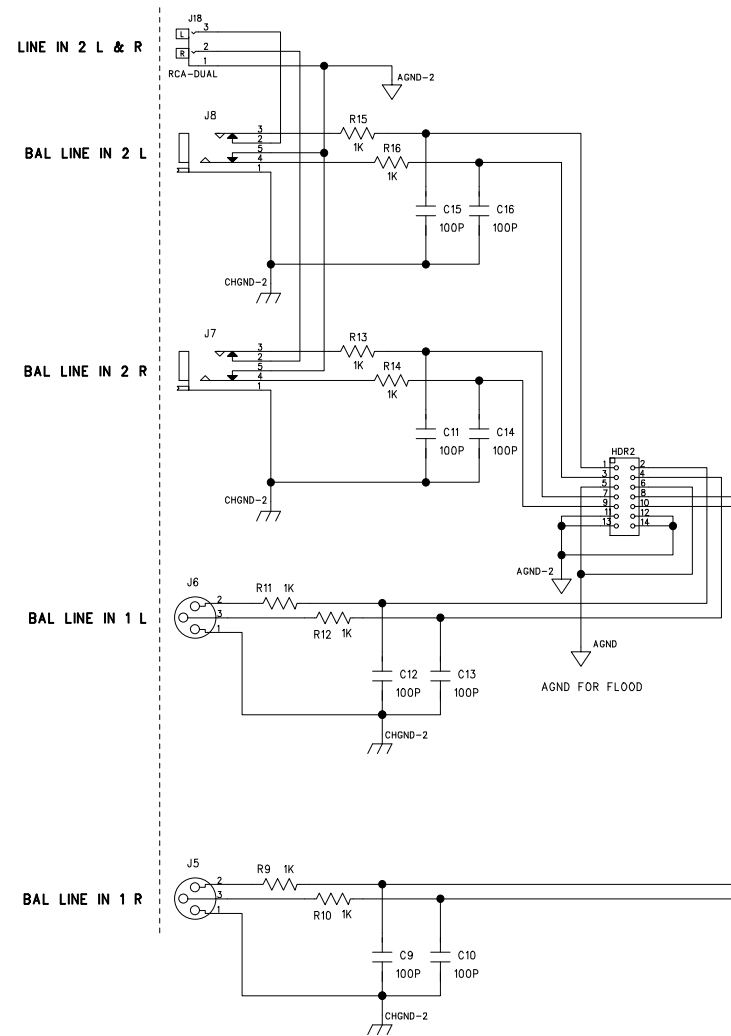 J18
LINE IN 2 L & R
L 3
R 2
1
RCA-DUAL
AGND-2
J8
BAL LINE IN 2 L
3
2
5
4
1
R15
1K
R16
1K
C15
100P
C16
100P
CHGND-2
J7
BAL LINE IN 2 R
3
2
5
4
1
R13
1K
R14
1K
C11
100P
C14
100P
CHGND-2
HDR2
1 2
3 4
5 6
7 8
9 10
11 12
13 14
AGND-2
AGND
AGND FOR FLOOD
J6
BAL LINE IN 1 L
2
3
1
R11 1K
R12 1K
C12
100P
C13
100P
CHGND-2
J5
BAL LINE IN 1 R
2
3
1
R9 1K
R10 1K
C9
100P
C10
100P
CHGND-2